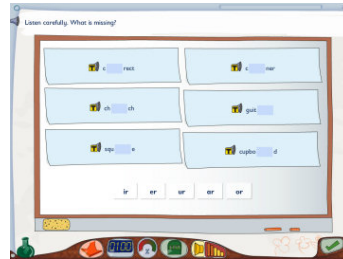 Listen carefully. What is missing?
c rect
c ner
ch ch
guit
squ e
cupbo d
ir er ur ar or